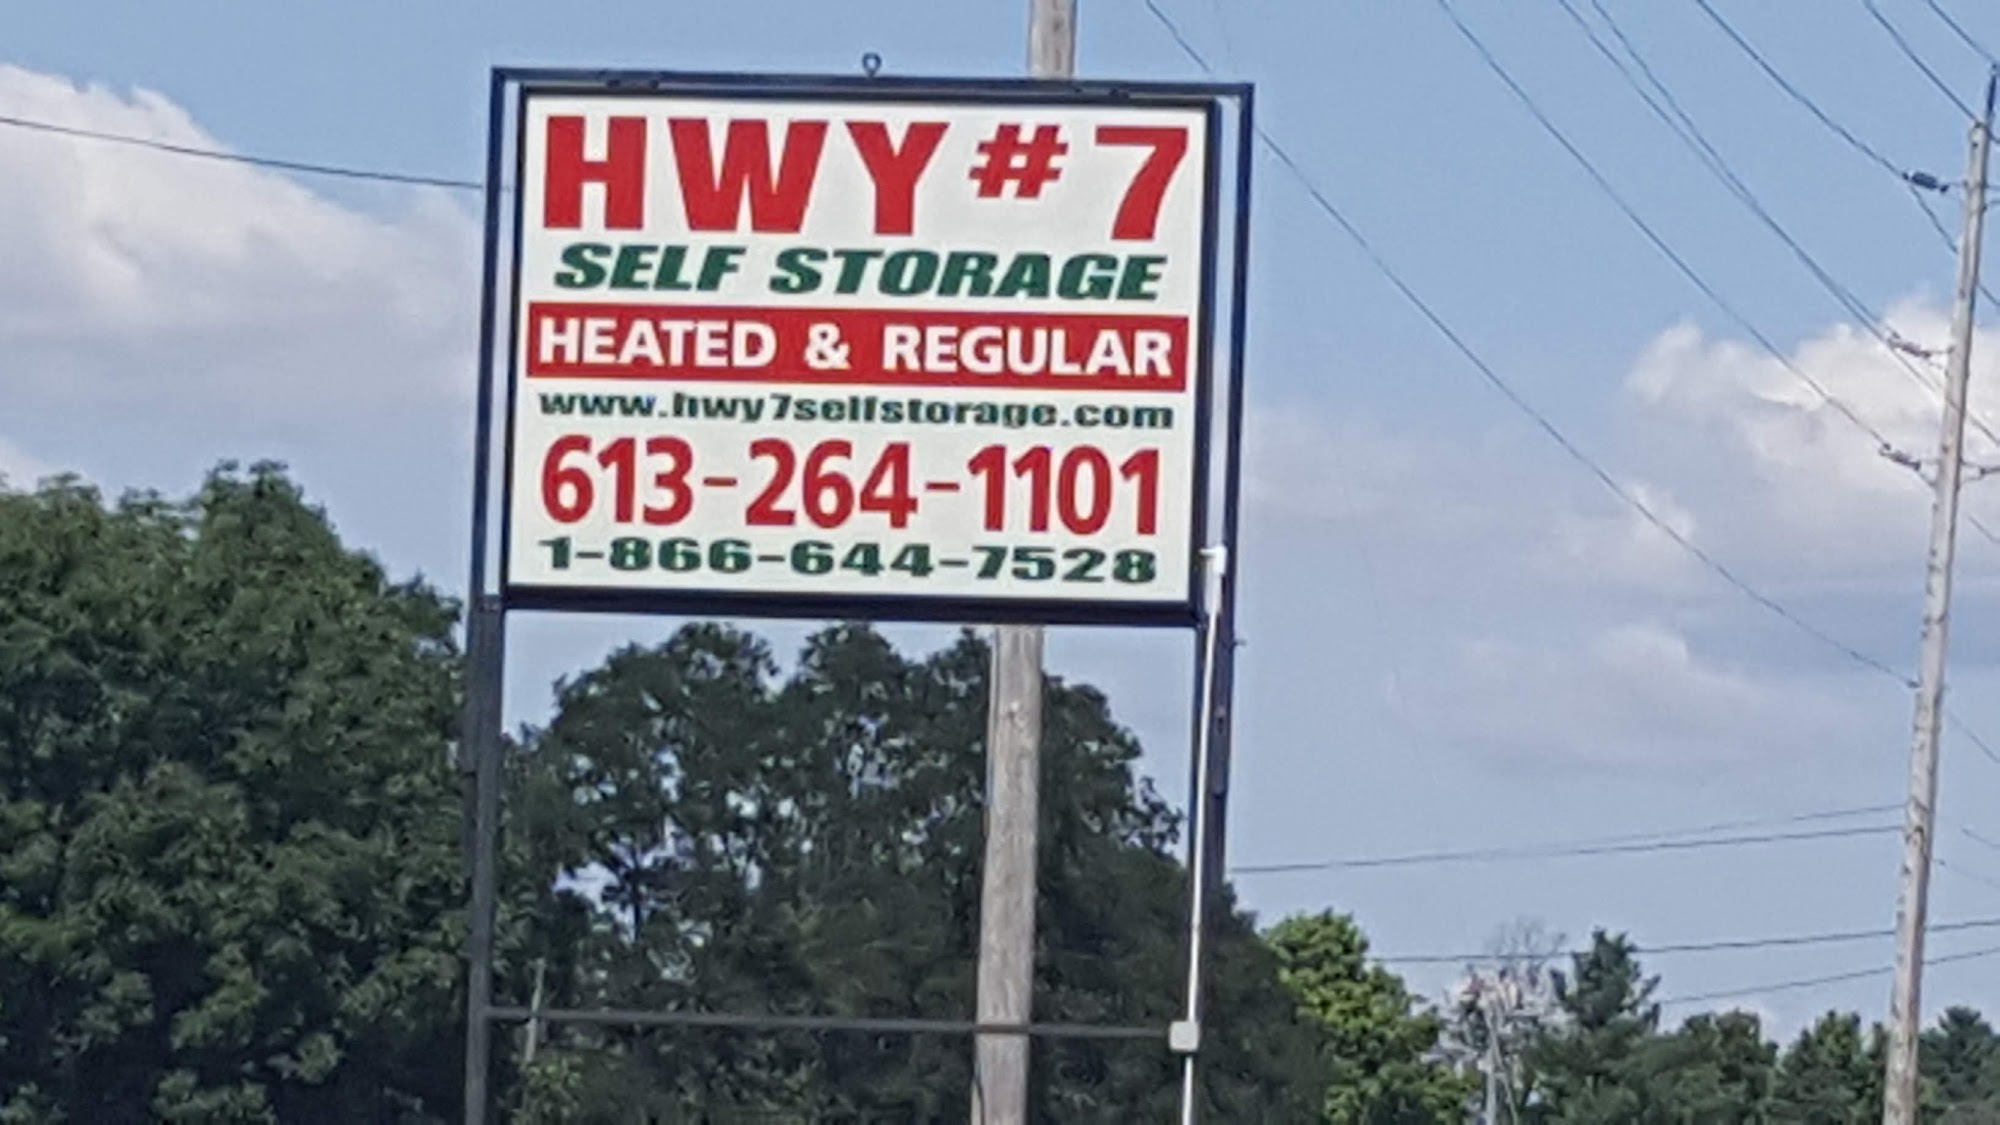 HWY #7
SELF STORAGE
HEATED & REGULAR
www.hwy7selfstorage.com
613-264-1101
1-866-644-7528